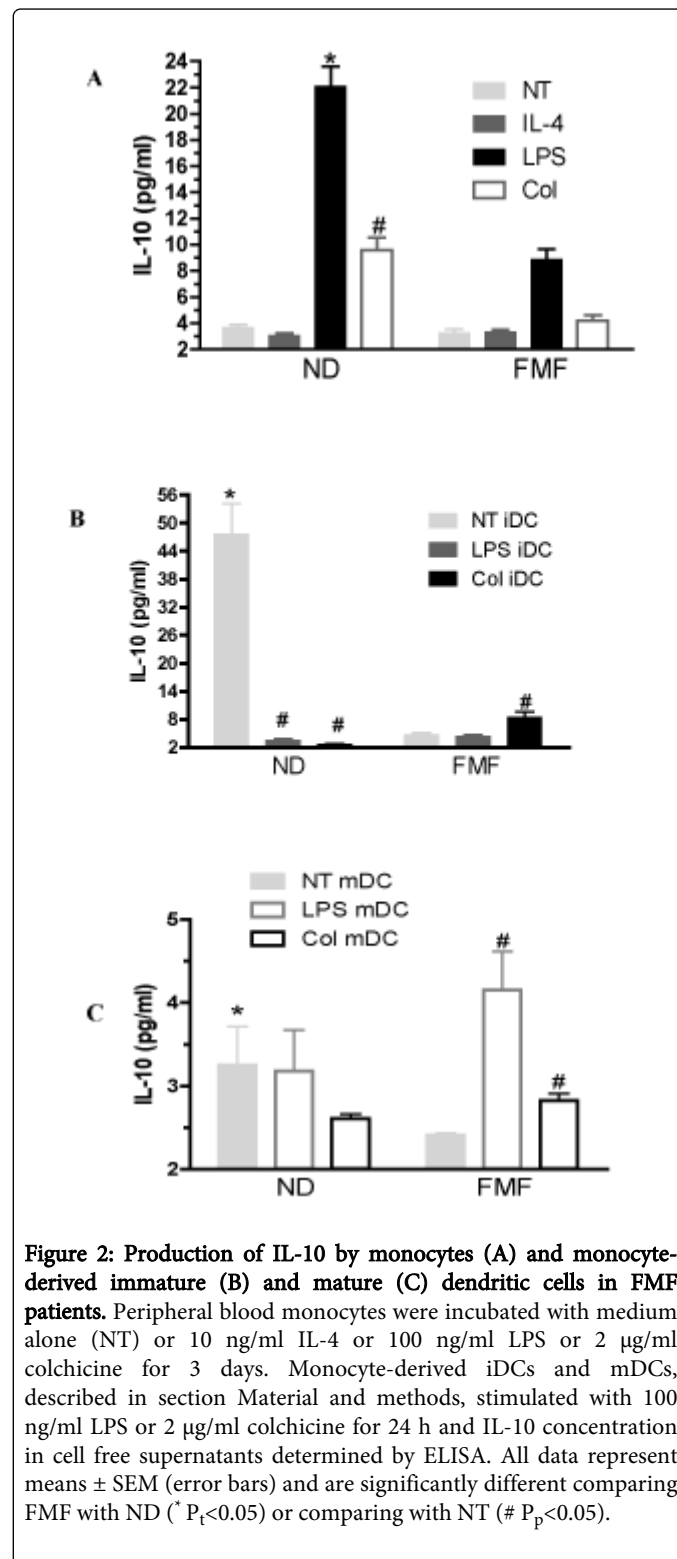 A
IL-10 (pg/ml)
24
22
20
18
16
14
12
10
8
6
4
2
*
#
NT
IL-4
LPS
Col
ND
FMF
B
IL-10 (pg/ml)
56
50
44
38
32
26
20
14
8
2
*
#
#
#
NT iDC
LPS iDC
Col iDC
ND
FMF
NT mDC
LPS mDC
Col mDC
C
IL-10 (pg/ml)
5
4
3
2
*
#
#
ND
FMF
Figure 2: Production of IL-10 by monocytes (A) and monocyte-
derived immature (B) and mature (C) dendritic cells in FMF
patients. Peripheral blood monocytes were incubated with medium
alone (NT) or 10 ng/ml IL-4 or 100 ng/ml LPS or 2 µg/ml
colchicine for 3 days. Monocyte-derived iDCs and mDCs,
described in section Material and methods, stimulated with 100
ng/ml LPS or 2 µg/ml colchicine for 24 h and IL-10 concentration
in cell free supernatants determined by ELISA. All data represent
means ± SEM (error bars) and are significantly different comparing
FMF with ND (* Pt<0.05) or comparing with NT (# Pp<0.05).